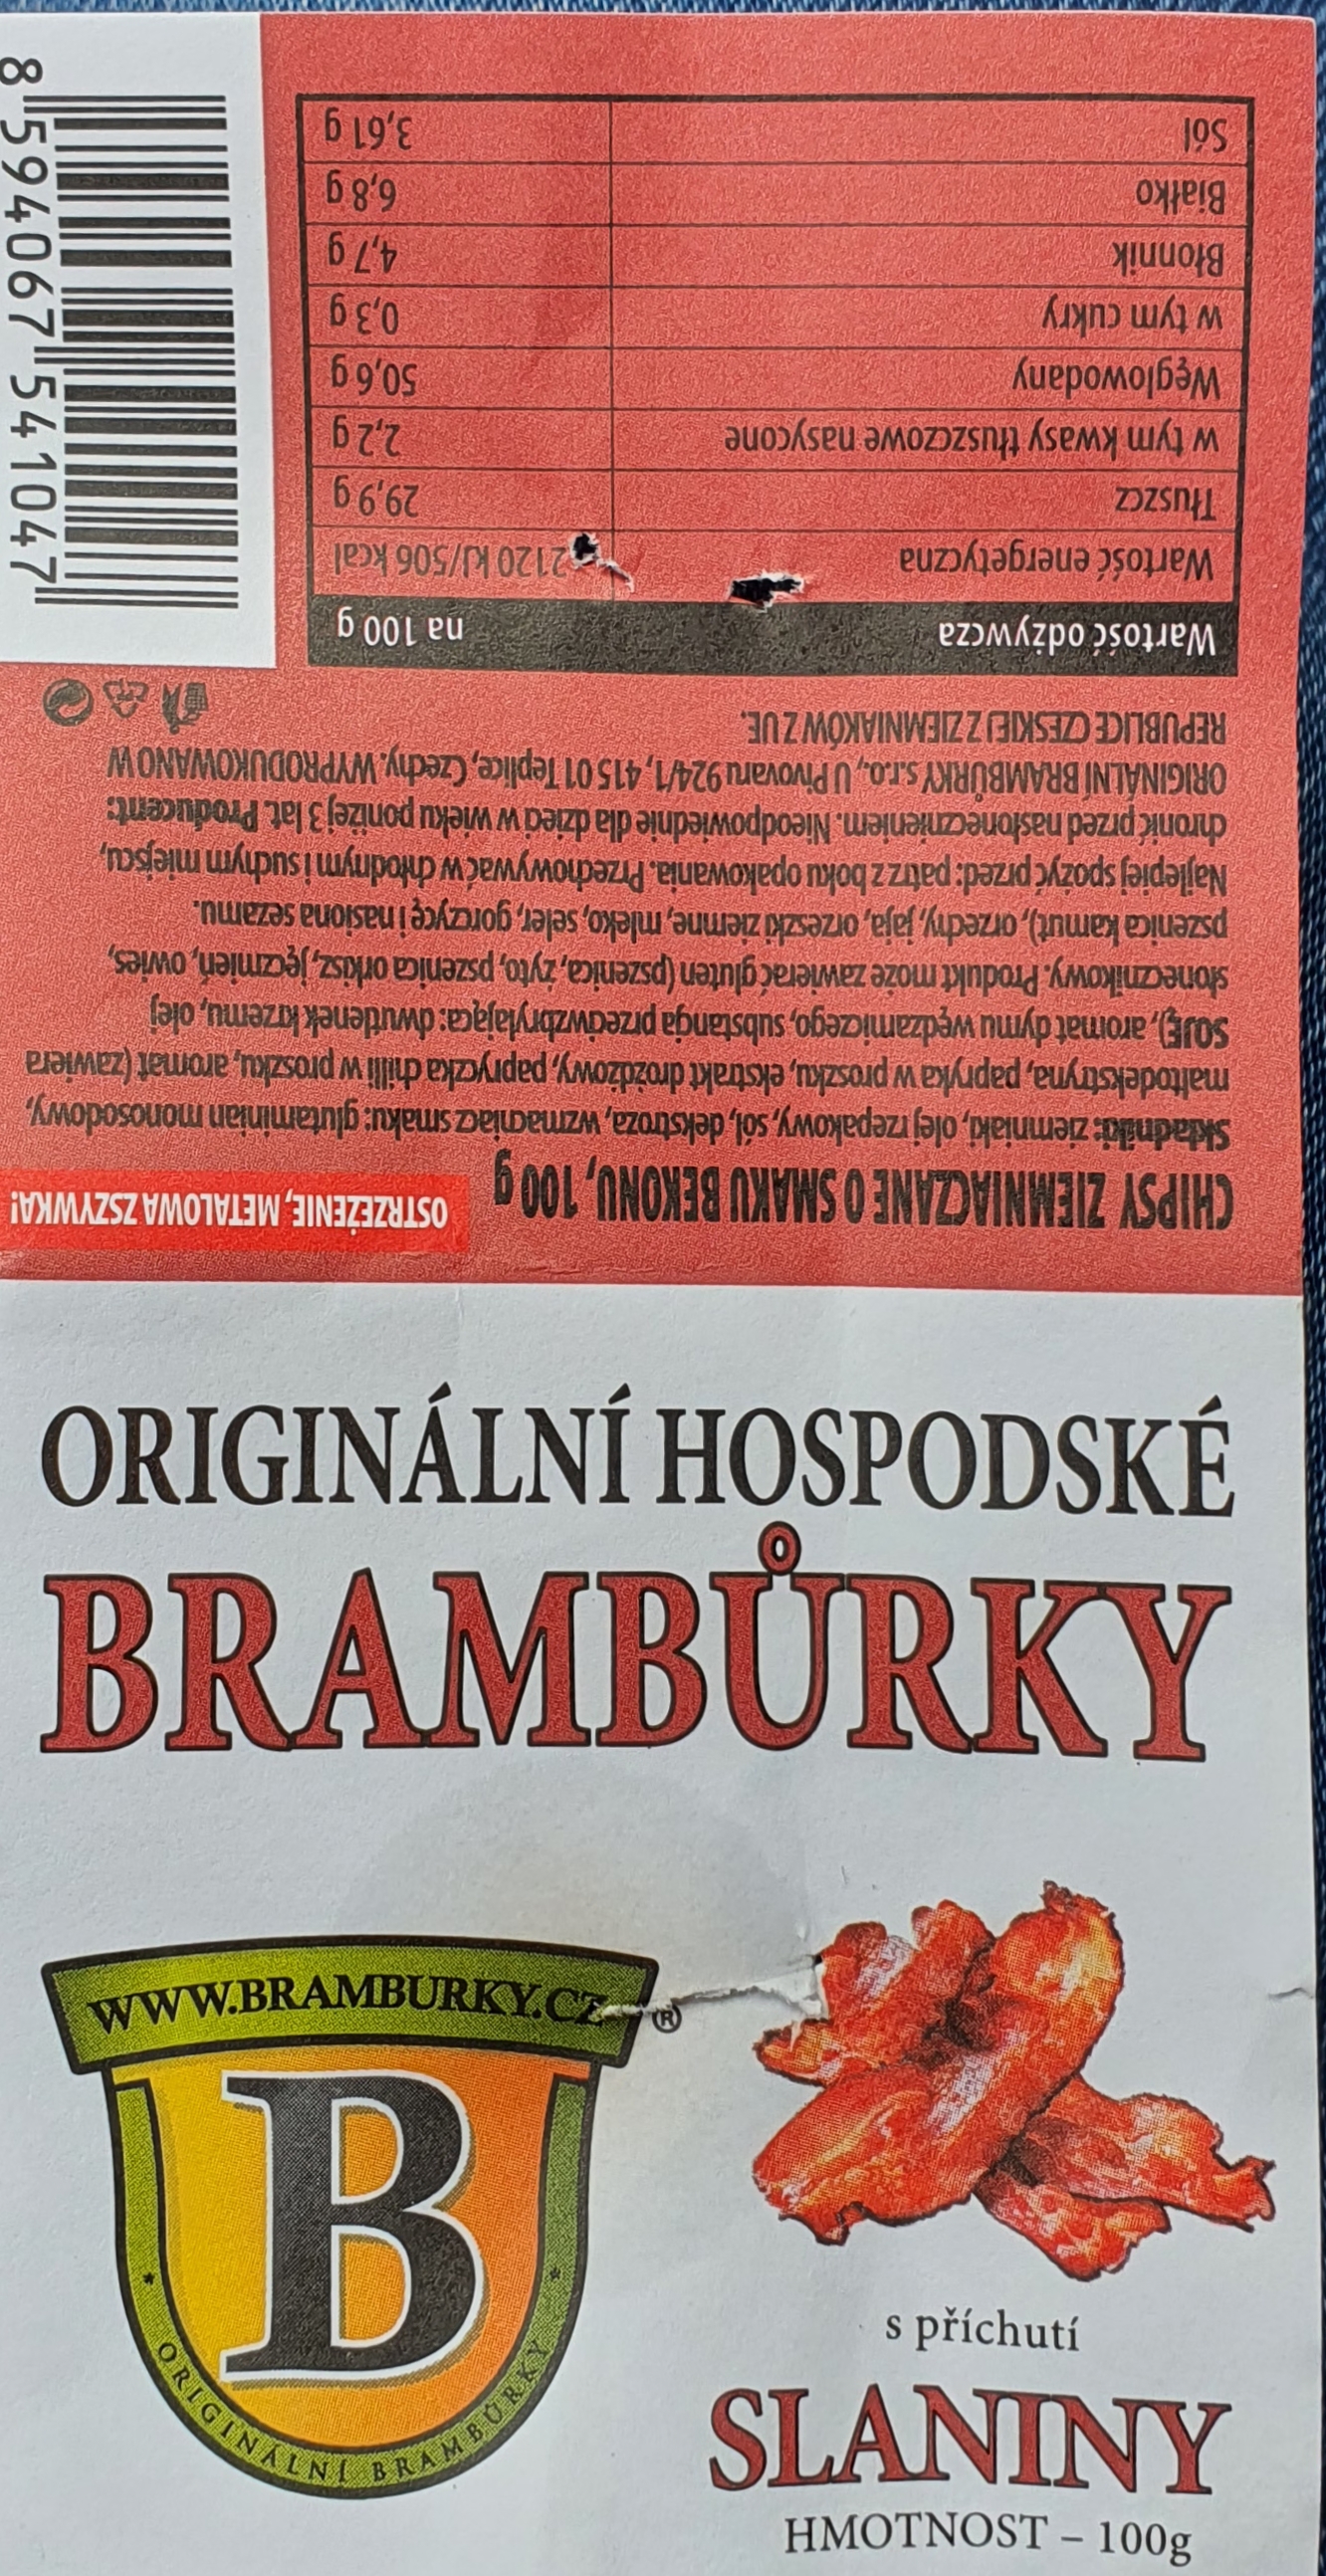 CHIPSY ZIEMNIACZANE O SMAKU BEKONU, 100 g
OSTRZEŻENIE, METALOWA ZSZYWKA!
Składniki: ziemniaki, olej rzepakowy, sól, dekstroza, wzmacniacz smaku: glutaminian monosodowy,
maltodekstryna, papryka w proszku, ekstrakt drożdżowy, papryczka chilli w proszku, aromat (zawiera
SOJĘ), aromat dymu wędzarniczego, substancja przeciwzbrylająca: dwutlenek krzemu, olej
słonecznikowy. Produkt może zawierać gluten (pszenica, żyto, pszenica orkisz, jęczmień, owies,
pszenica kamut), orzechy, jaja, orzeszki ziemne, mleko, seler, gorczycę i nasiona sezamu.
Najlepiej spożyć przed: patrz z boku opakowania. Przechowywać w chłodnym i suchym miejscu,
chronić przed nasłonecznieniem. Nieodpowiednie dla dzieci w wieku poniżej 3 lat. Producent:
ORIGINÁLNÍ BRAMBŮRKY s.r.o., U Pivovaru 924/1, 415 01 Teplice, Czechy. WYPRODUKOWANO W
REPUBLICE CZESKIEJ Z ZIEMNIAKÓW Z UE.
Wartość odżywcza na 100 g
Wartość energetyczna 2120 kJ/506 kcal
Tłuszcz 29,9 g
w tym kwasy tłuszczowe nasycone 2,2 g
Węglowodany 50,6 g
w tym cukry 0,3 g
Błonnik 4,7 g
Białko 6,8 g
Sól 3,61 g
8 594067 541047
ORIGINÁLNÍ HOSPODSKÉ
BRAMBŮRKY
WWW.BRAMBURKY.CZ ®
B
* ORIGINÁLNÍ BRAMBŮRKY *
s příchutí
SLANINY
HMOTNOST – 100g